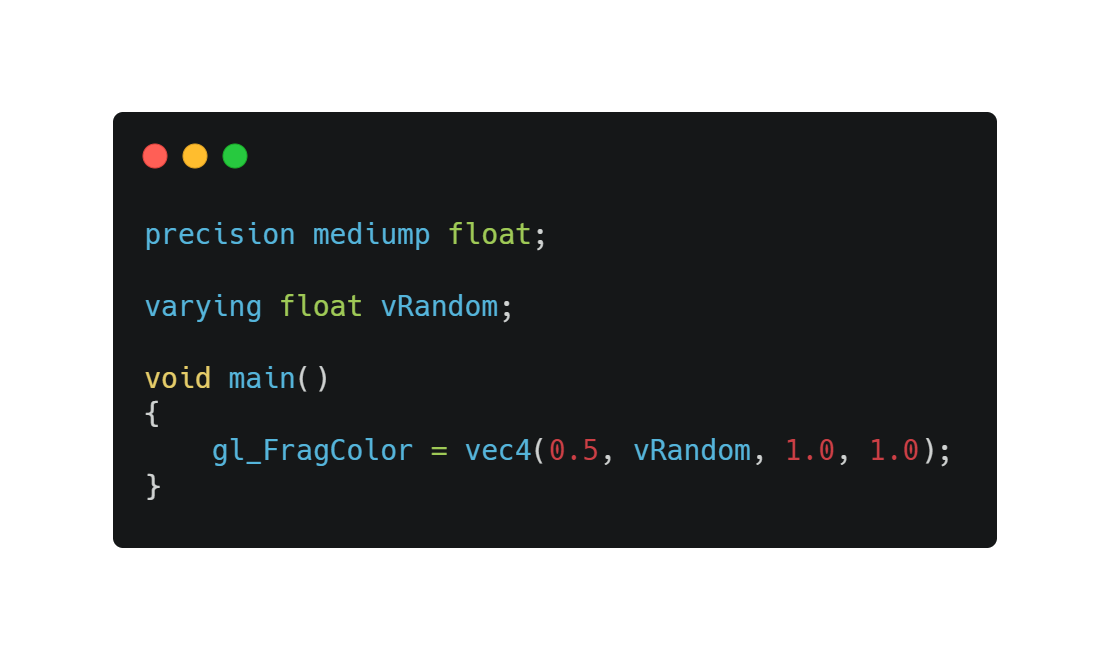 precision mediump float;
varying float vRandom;
void main()
{
    gl_FragColor = vec4(0.5, vRandom, 1.0, 1.0);
}